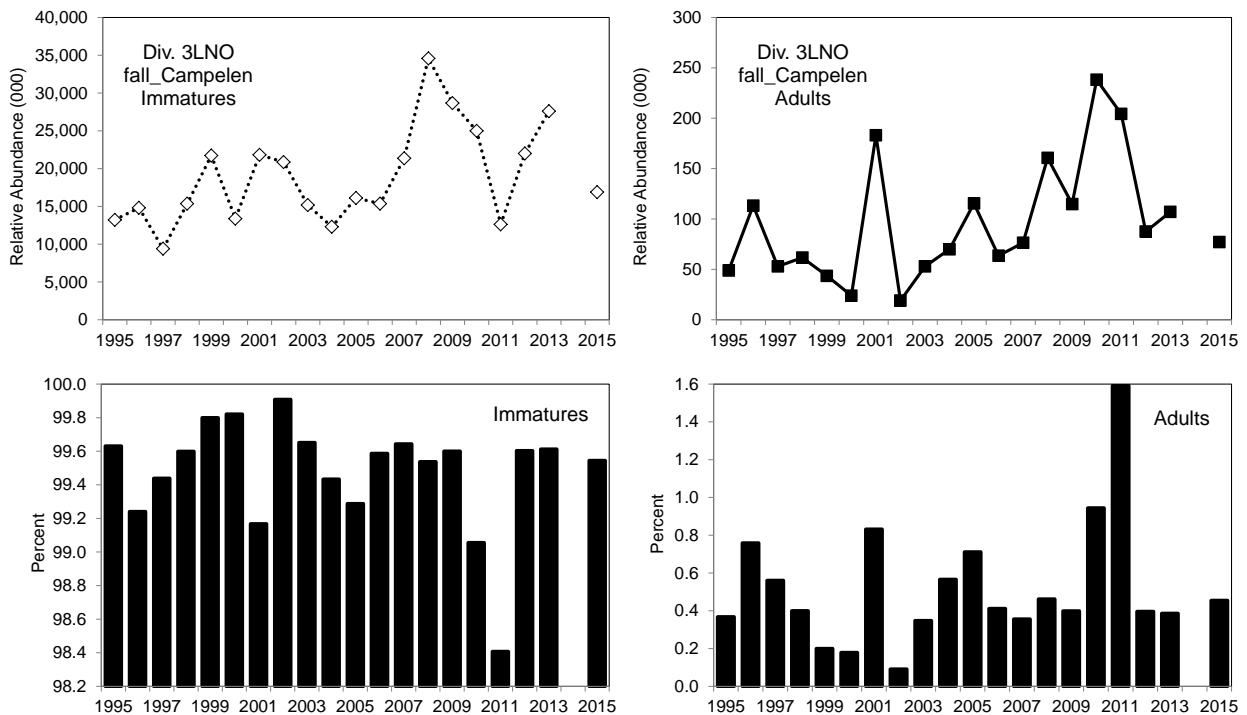 40,000
35,000
30,000
25,000
20,000
15,000
10,000
5,000
0
Relative Abundance (000)
Div. 3LNO
fall_Campelen
Immatures
1995 1997 1999 2001 2003 2005 2007 2009 2011 2013 2015
300
250
200
150
100
50
0
Relative Abundance (000)
Div. 3LNO
fall_Campelen
Adults
1995 1997 1999 2001 2003 2005 2007 2009 2011 2013 2015
100.0
99.8
99.6
99.4
99.2
99.0
98.8
98.6
98.4
98.2
Percent
Immatures
1995 1997 1999 2001 2003 2005 2007 2009 2011 2013 2015
1.6
1.4
1.2
1.0
0.8
0.6
0.4
0.2
0.0
Percent
Adults
1995 1997 1999 2001 2003 2005 2007 2009 2011 2013 2015